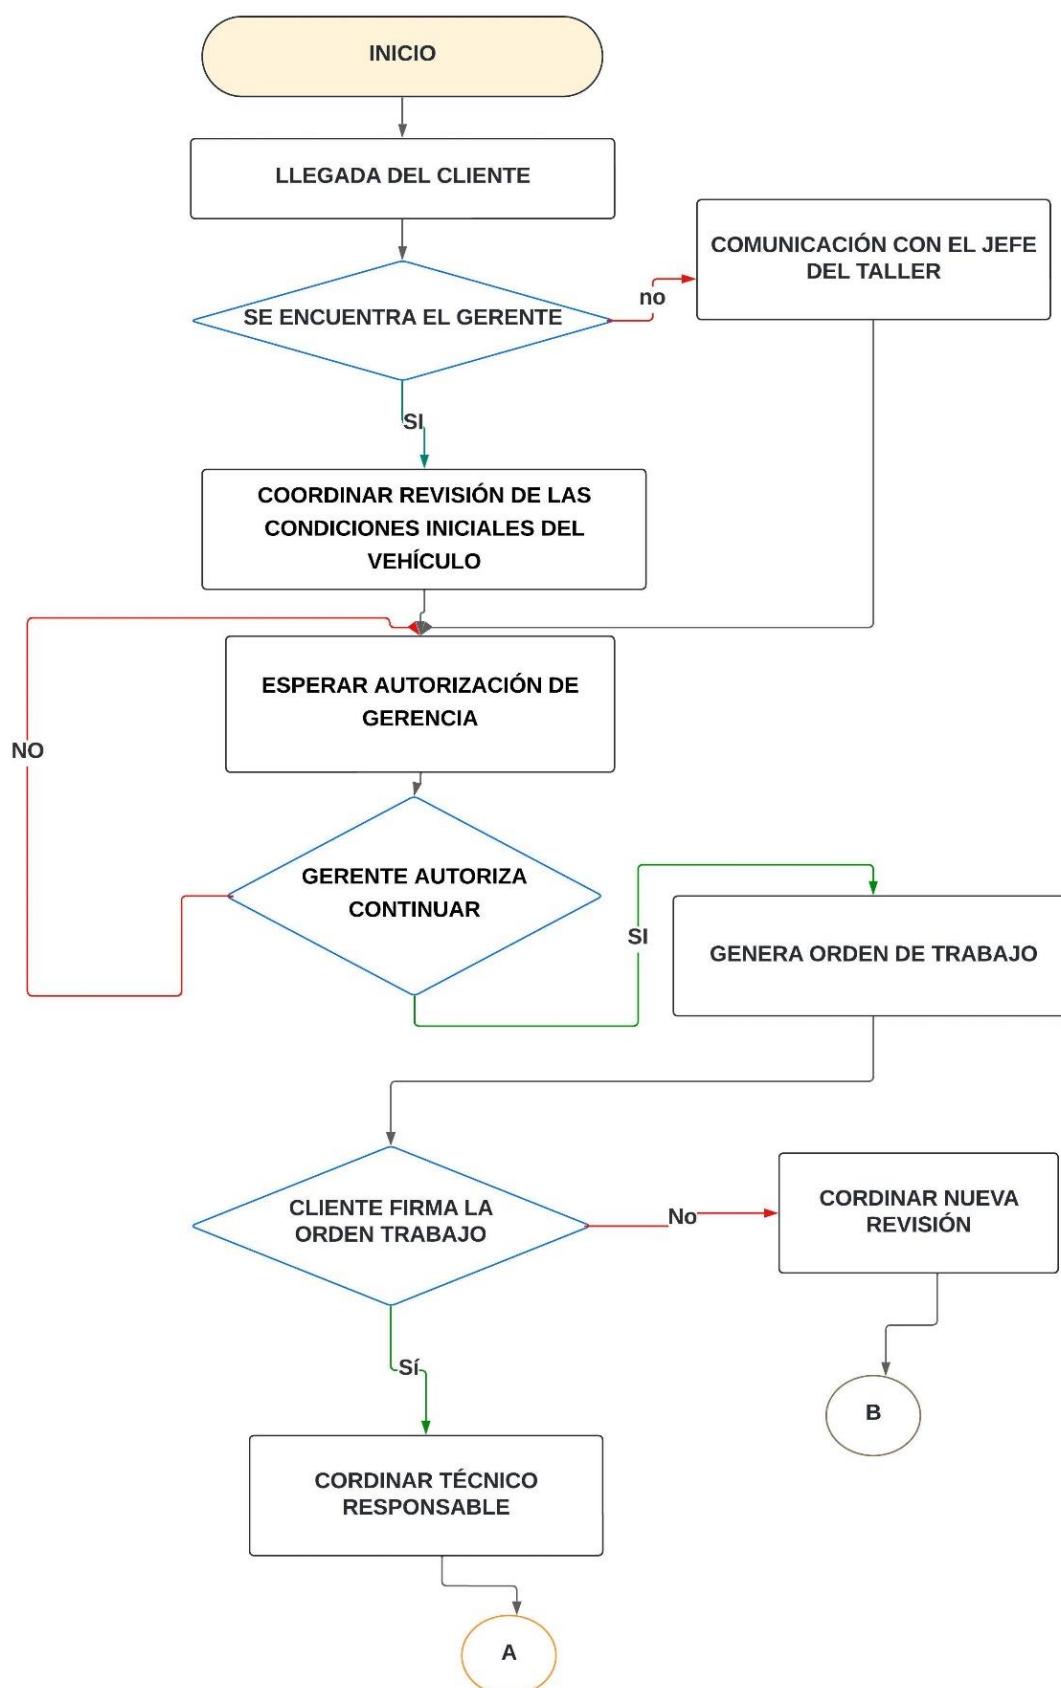 INICIO
LLEGADA DEL CLIENTE
COMUNICACIÓN CON EL JEFE
DEL TALLER
no
SE ENCUENTRA EL GERENTE
SI
COORDINAR REVISIÓN DE LAS
CONDICIONES INICIALES DEL
VEHÍCULO
ESPERAR AUTORIZACIÓN DE
GERENCIA
NO
GERENTE AUTORIZA
CONTINUAR
SI
GENERA ORDEN DE TRABAJO
CLIENTE FIRMA LA
ORDEN TRABAJO
No
CORDINAR NUEVA
REVISIÓN
Sí
B
CORDINAR TÉCNICO
RESPONSABLE
A